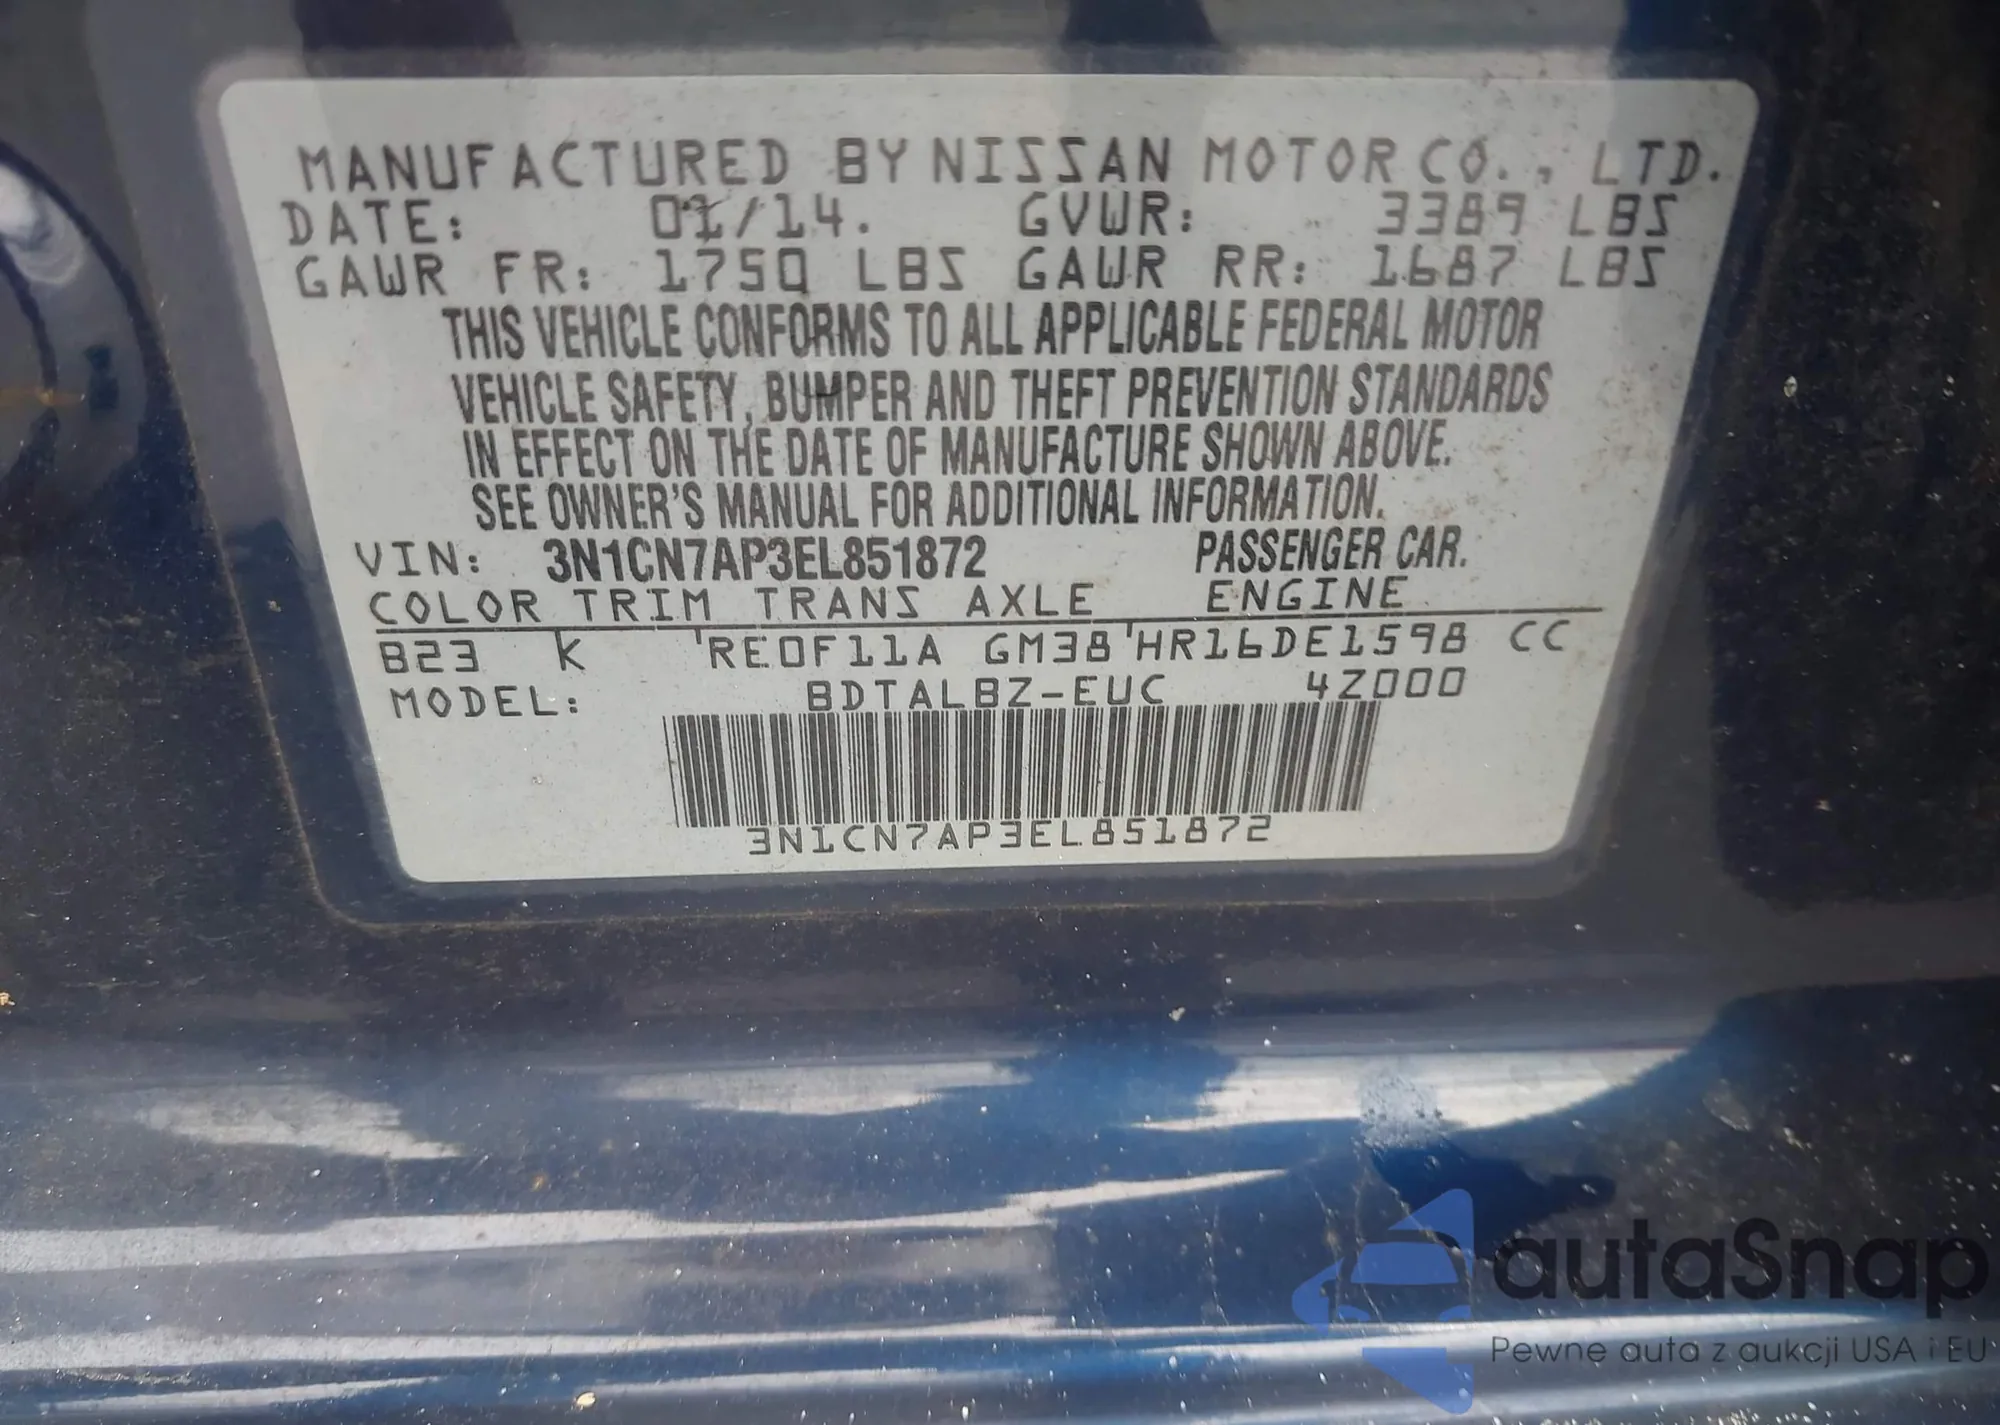 MANUFACTURED BY NISSAN MOTOR CO., LTD.
DATE: 01/14. GVWR: 3389 LBS
GAWR FR: 1750 LBS GAWR RR: 1687 LBS
THIS VEHICLE CONFORMS TO ALL APPLICABLE FEDERAL MOTOR
VEHICLE SAFETY, BUMPER AND THEFT PREVENTION STANDARDS
IN EFFECT ON THE DATE OF MANUFACTURE SHOWN ABOVE.
SEE OWNER'S MANUAL FOR ADDITIONAL INFORMATION.
VIN: 3N1CN7AP3EL851872 PASSENGER CAR.
COLOR TRIM TRANS AXLE ENGINE
B23 K 'RE0F11A GM38'HR16DE1598 CC
MODEL: BDTALBZ-EUC 4Z000
3N1CN7AP3EL851872
autaSnap
Pewne auta z aukcji USA i EU